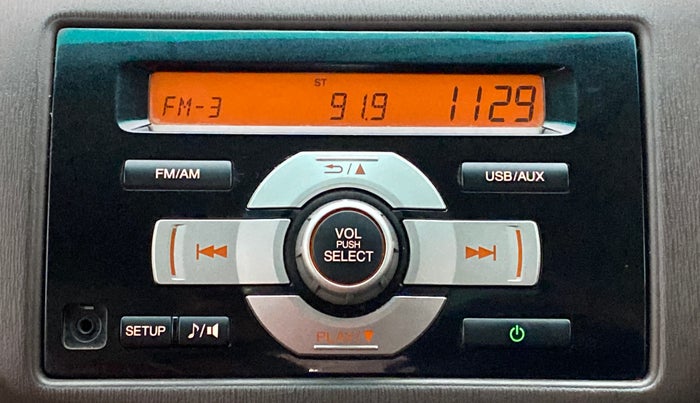 ST
FM-3 91.9 1129
FM/AM
USB/AUX
VOL
PUSH
SELECT
SETUP
PLAY/